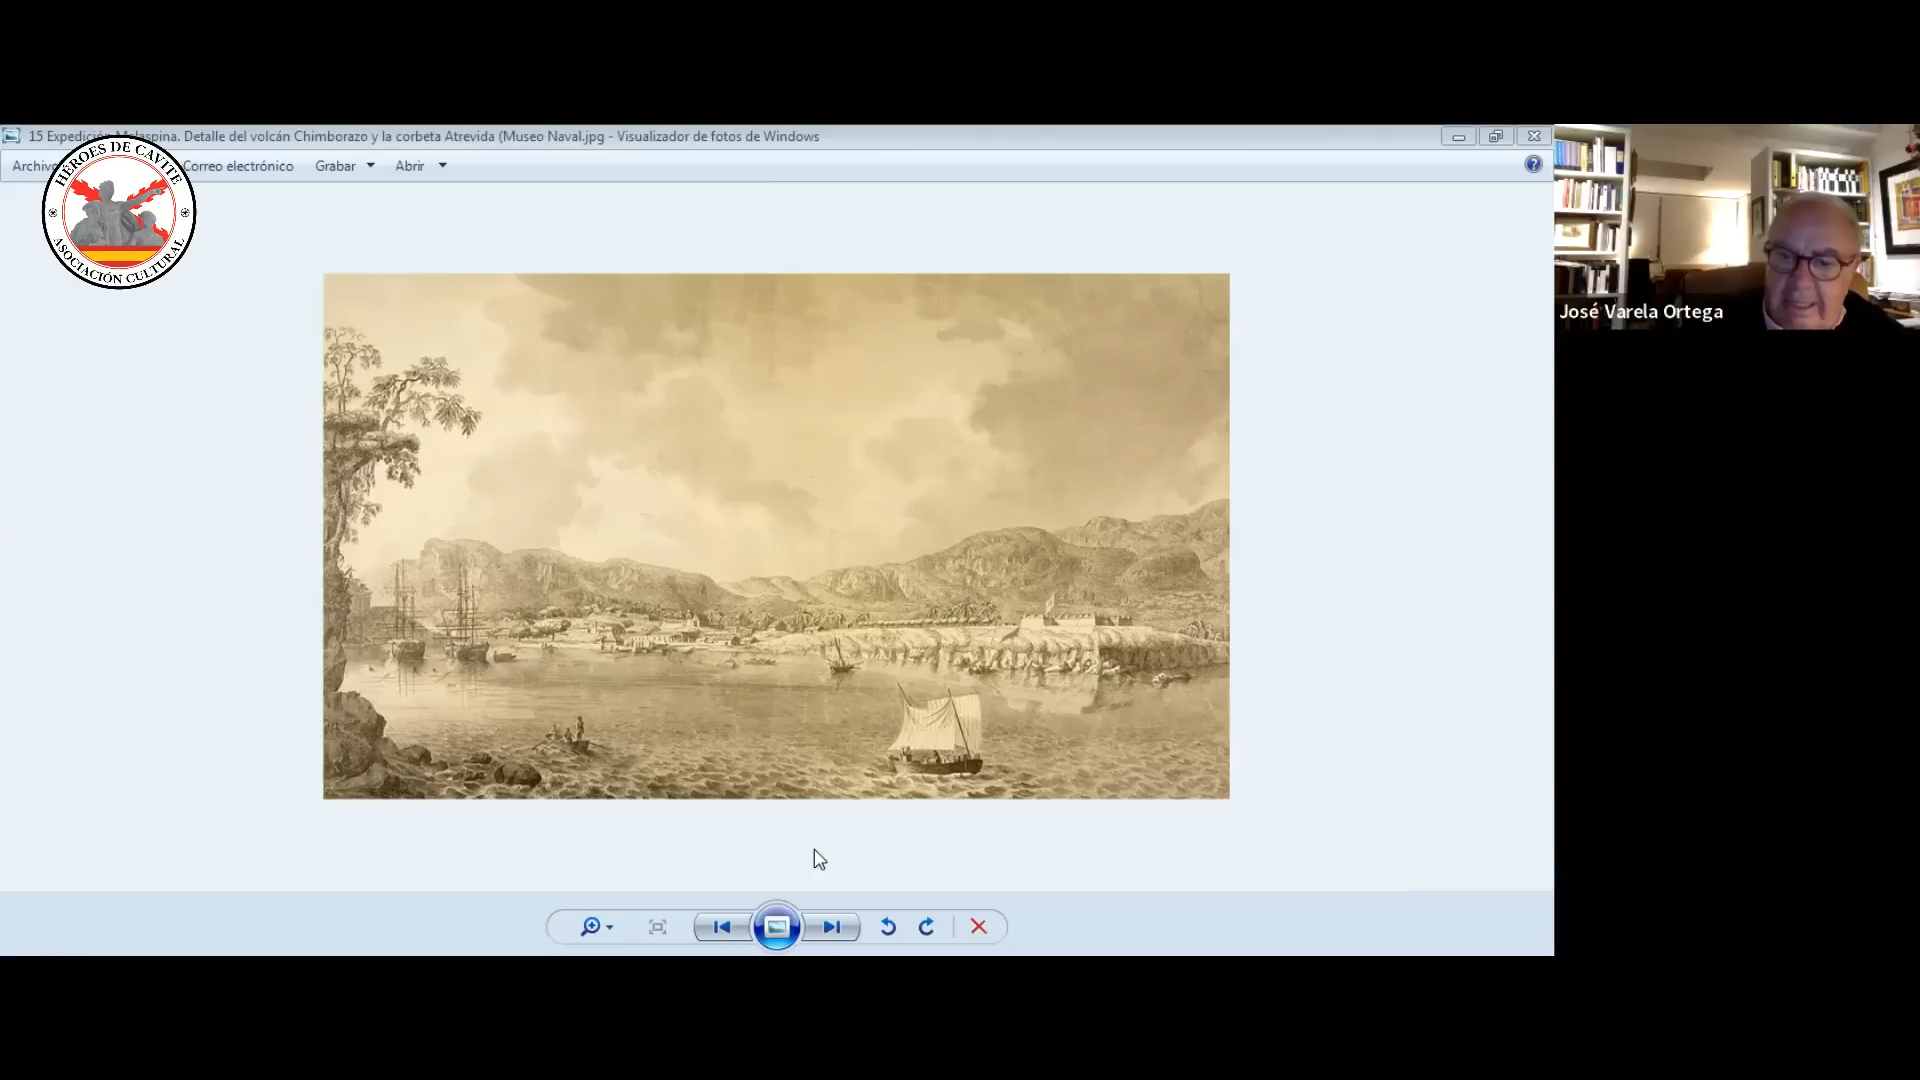 15 Expedición Malaspina. Detalle del volcán Chimborazo y la corbeta Atrevida (Museo Naval.jpg - Visualizador de fotos de Windows
Archivo Correo electrónico Grabar Abrir
HÉROES DE CAVITE
ASOCIACIÓN CULTURAL
José Varela Ortega